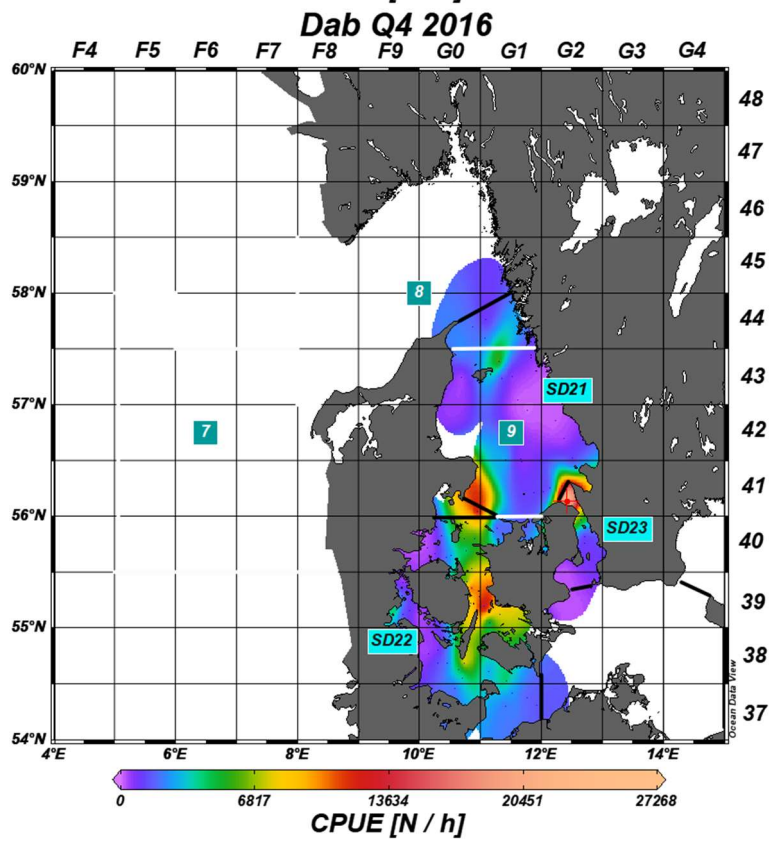 Dab Q4 2016
F4 F5 F6 F7 F8 F9 G0 G1 G2 G3 G4
60°N
48
47
59°N
46
45
58°N
8
44
43
SD21
57°N
7
9
42
41
56°N
SD23
40
39
55°N
SD22
38
37
54°N
Ocean Data View
4°E 6°E 8°E 10°E 12°E 14°E
0 6817 13634 20451 27268
CPUE [N / h]